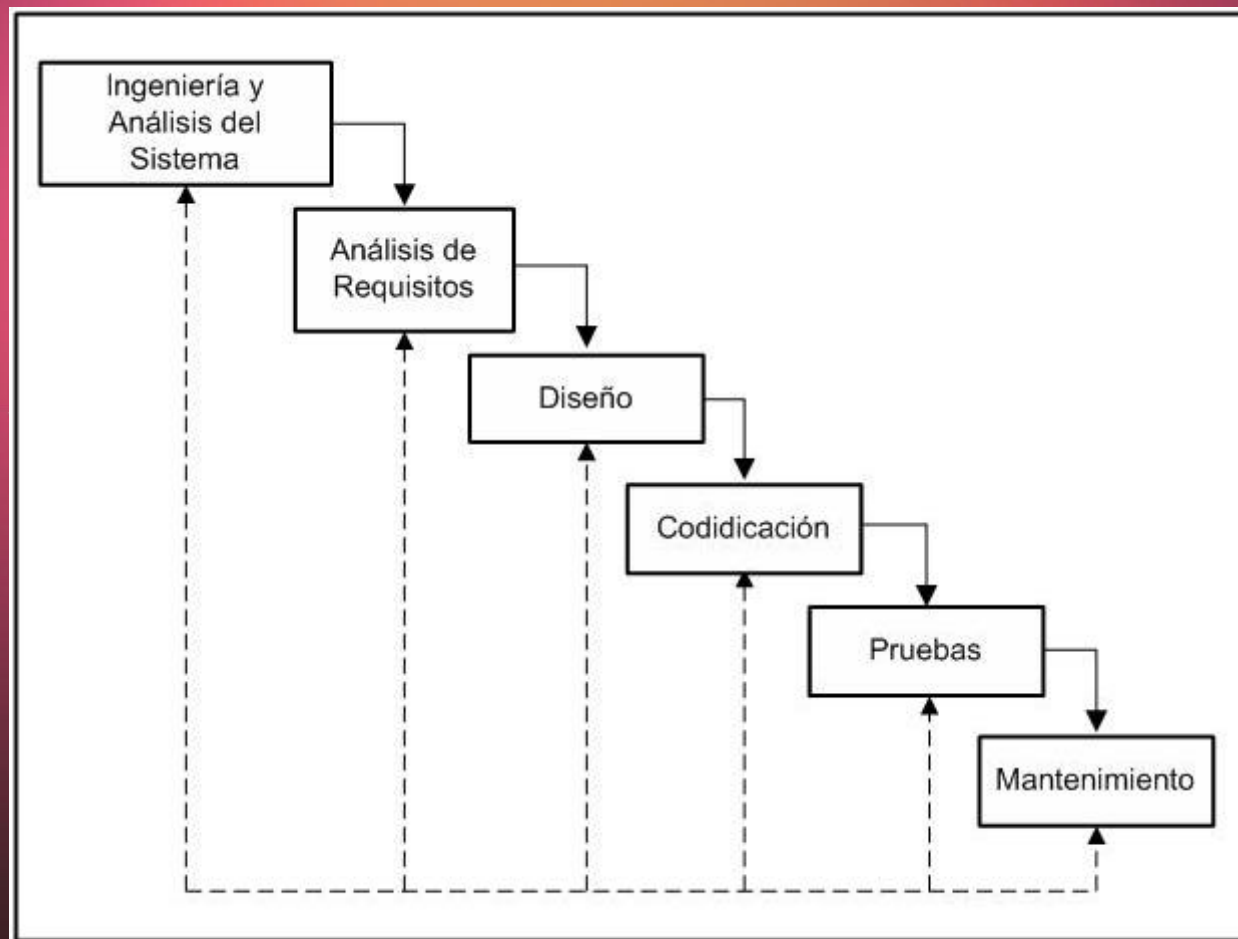 Ingeniería y
Análisis del
Sistema
Análisis de
Requisitos
Diseño
Codidicación
Pruebas
Mantenimiento